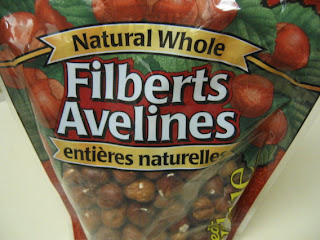 Natural Whole
Filberts
Avelines
entières naturelles